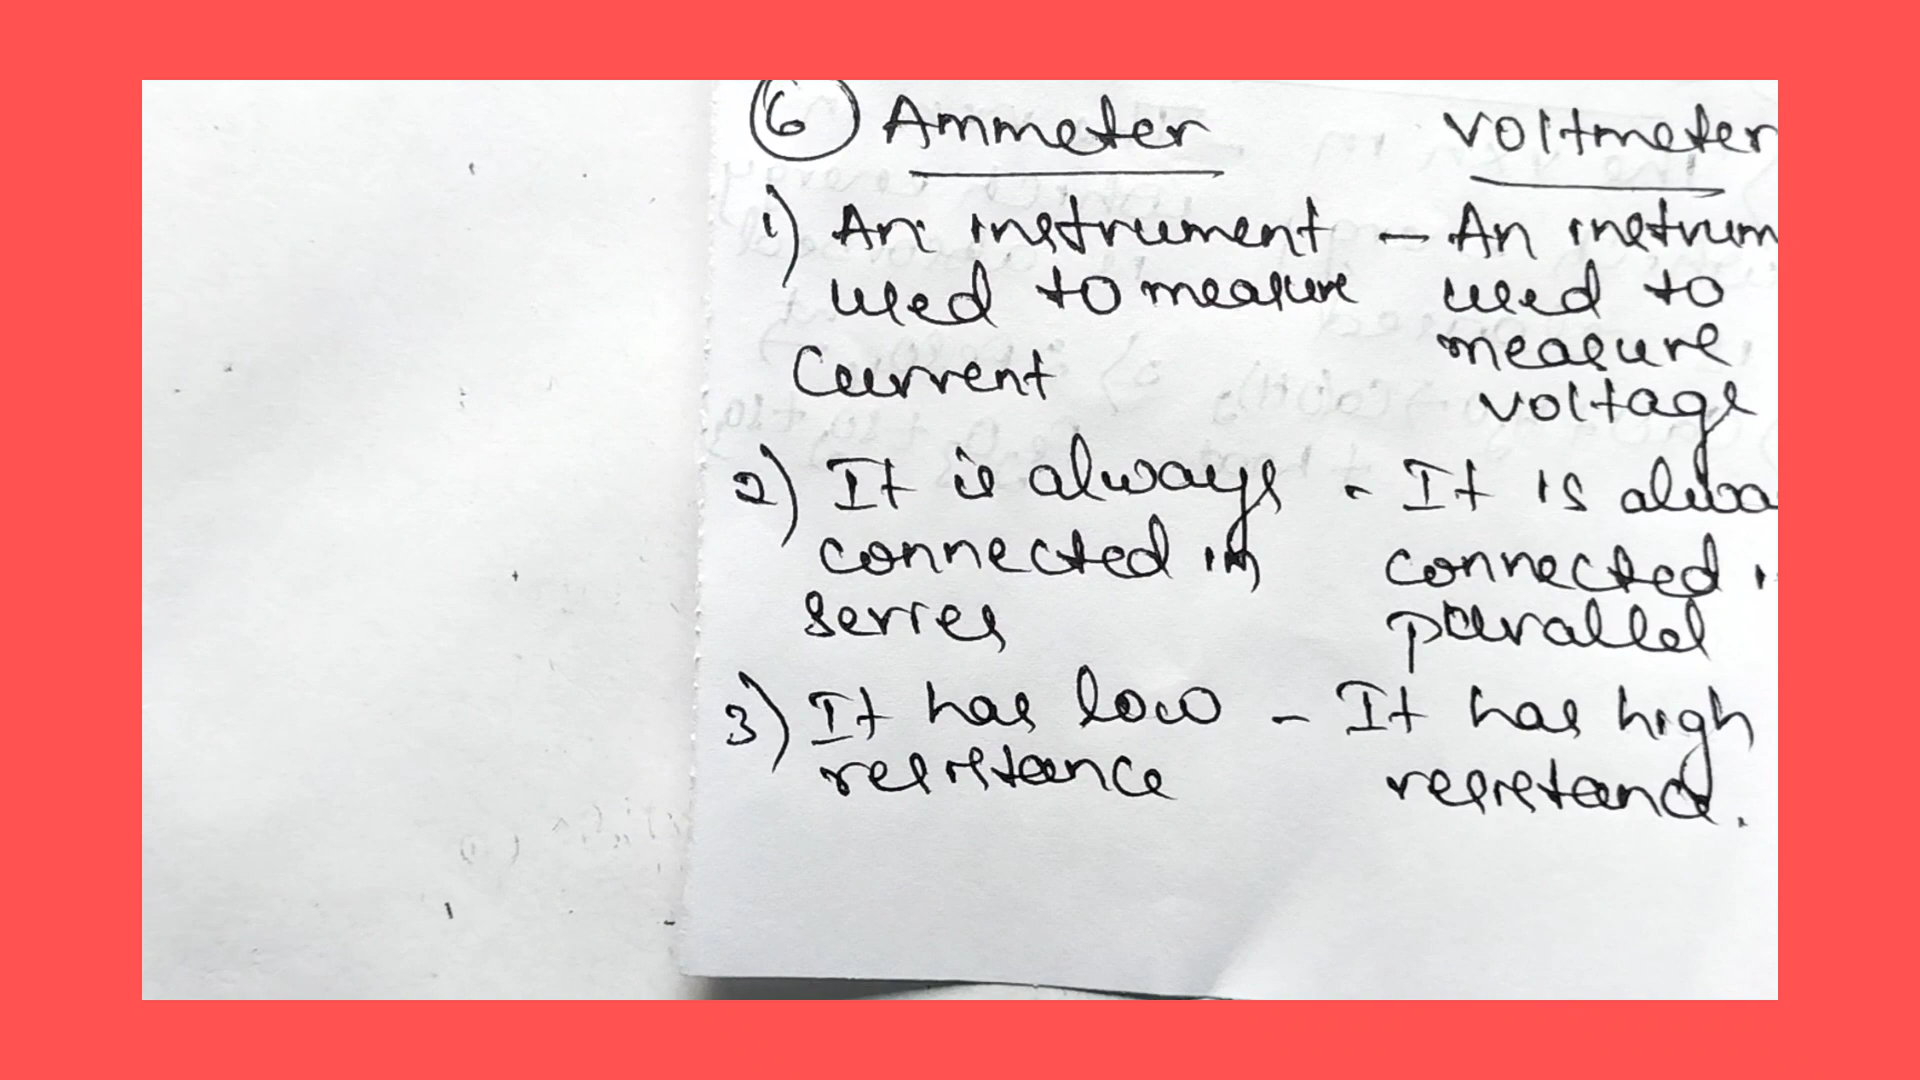 6 Ammeter voltmeter
1) An instrument – An instrum
used to measure used to
measure
Current
voltage
2) It is always - It is alwa
connected in connected i
series parallel
3) It has low – It has high
resistance resistance.